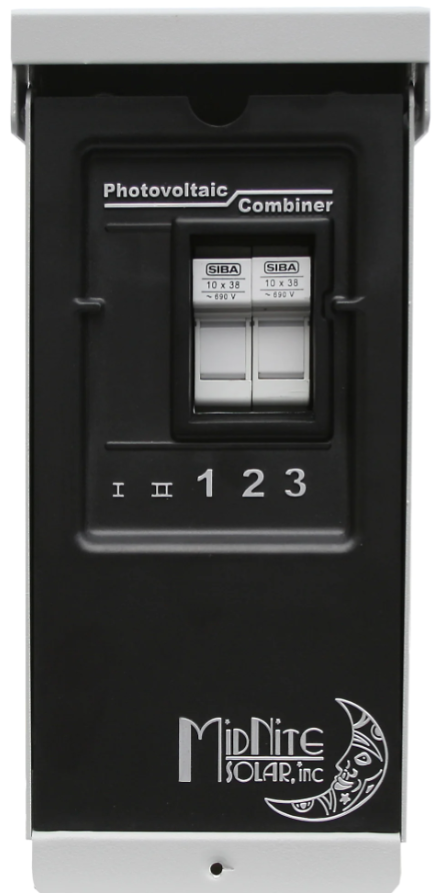 Photovoltaic
Combiner
SIBA SIBA
10 x 38 10 x 38
~ 690 V ~ 690 V
I II 1 2 3
MIDNITE
SOLAR, inc